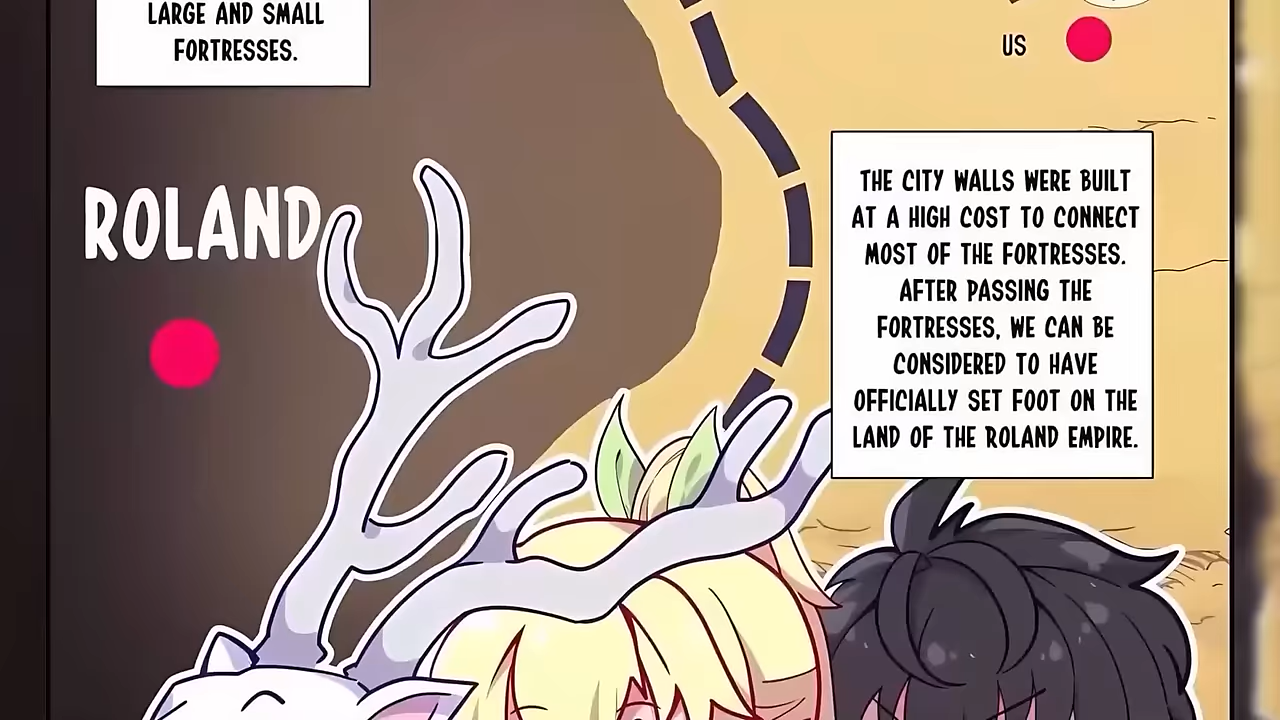 LARGE AND SMALL
FORTRESSES.
US
ROLAND
THE CITY WALLS WERE BUILT
AT A HIGH COST TO CONNECT
MOST OF THE FORTRESSES.
AFTER PASSING THE
FORTRESSES, WE CAN BE
CONSIDERED TO HAVE
OFFICIALLY SET FOOT ON THE
LAND OF THE ROLAND EMPIRE.